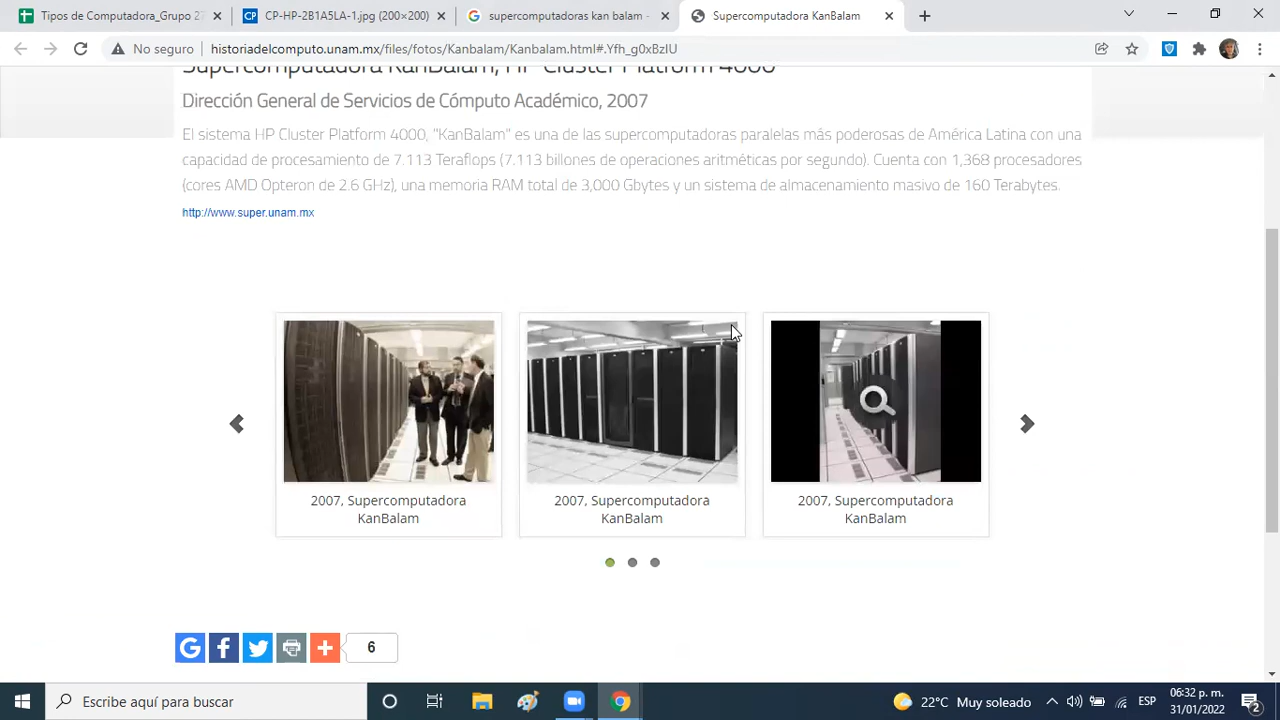 Tipos de Computadora_Grupo 2
CP-HP-2B1A5LA-1.jpg (200×200)
supercomputadoras kan balam -
Supercomputadora KanBalam
No seguro
historiadelcomputo.unam.mx/files/fotos/Kanbalam/Kanbalam.html#.Yfh_g0xBzIU
Supercomputadora KanBalam, HP Cluster Platform 4000
Dirección General de Servicios de Cómputo Académico, 2007
El sistema HP Cluster Platform 4000, "KanBalam" es una de las supercomputadoras paralelas más poderosas de América Latina con una
capacidad de procesamiento de 7.113 Teraflops (7.113 billones de operaciones aritméticas por segundo). Cuenta con 1,368 procesadores
(cores AMD Opteron de 2.6 GHz), una memoria RAM total de 3,000 Gbytes y un sistema de almacenamiento masivo de 160 Terabytes.
http://www.super.unam.mx
2007, Supercomputadora
KanBalam
2007, Supercomputadora
KanBalam
2007, Supercomputadora
KanBalam
6
Escribe aquí para buscar
22°C Muy soleado
ESP
06:32 p. m.
31/01/2022
2